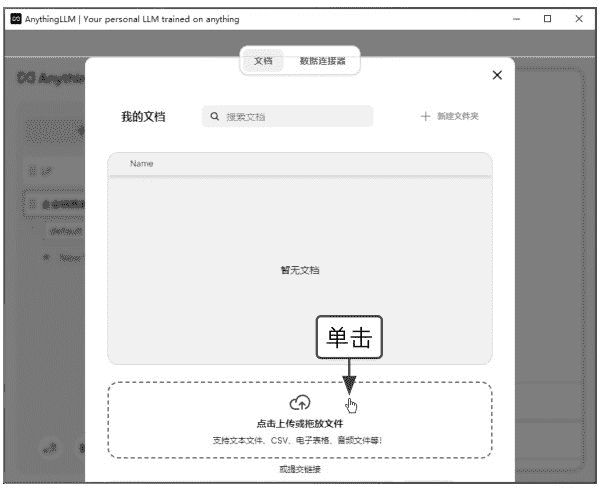 AnythingLLM | Your personal LLM trained on anything
文档
数据连接器
我的文档
搜索文档
新建文件夹
Name
暂无文档
单击
点击上传或拖放文件
支持文本文件、CSV、电子表格、音频文件等！
或提交链接
default